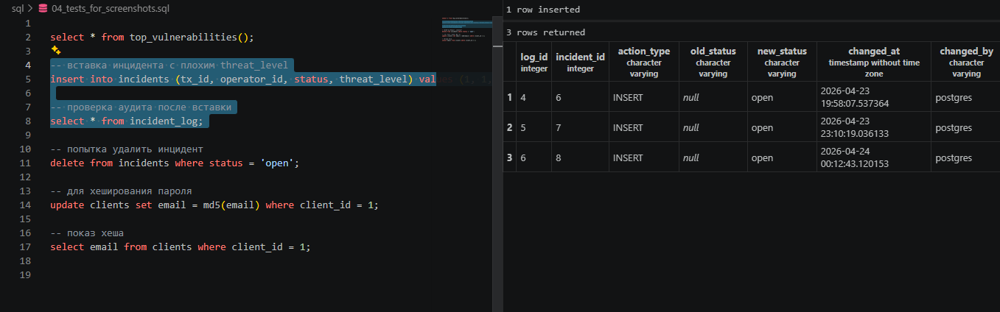 sql > 04_tests_for_screenshots.sql
1
2 select * from top_vulnerabilities();
3
4 -- вставка инцидента с плохим threat_level
5 insert into incidents (tx_id, operator_id, status, threat_level) val
6
7 -- проверка аудита после вставки
8 select * from incident_log;
9
10 -- попытка удалить инцидент
11 delete from incidents where status = 'open';
12
13 -- для хеширования пароля
14 update clients set email = md5(email) where client_id = 1;
15
16 -- показ хеша
17 select email from clients where client_id = 1;
18
19
1 row inserted
3 rows returned
log_id integer incident_id integer action_type character varying old_status character varying new_status character varying changed_at timestamp without time zone changed_by character varying
1 4 6 INSERT null open 2026-04-23 19:58:07.537364 postgres
2 5 7 INSERT null open 2026-04-23 23:10:19.036133 postgres
3 6 8 INSERT null open 2026-04-24 00:12:43.120153 postgres